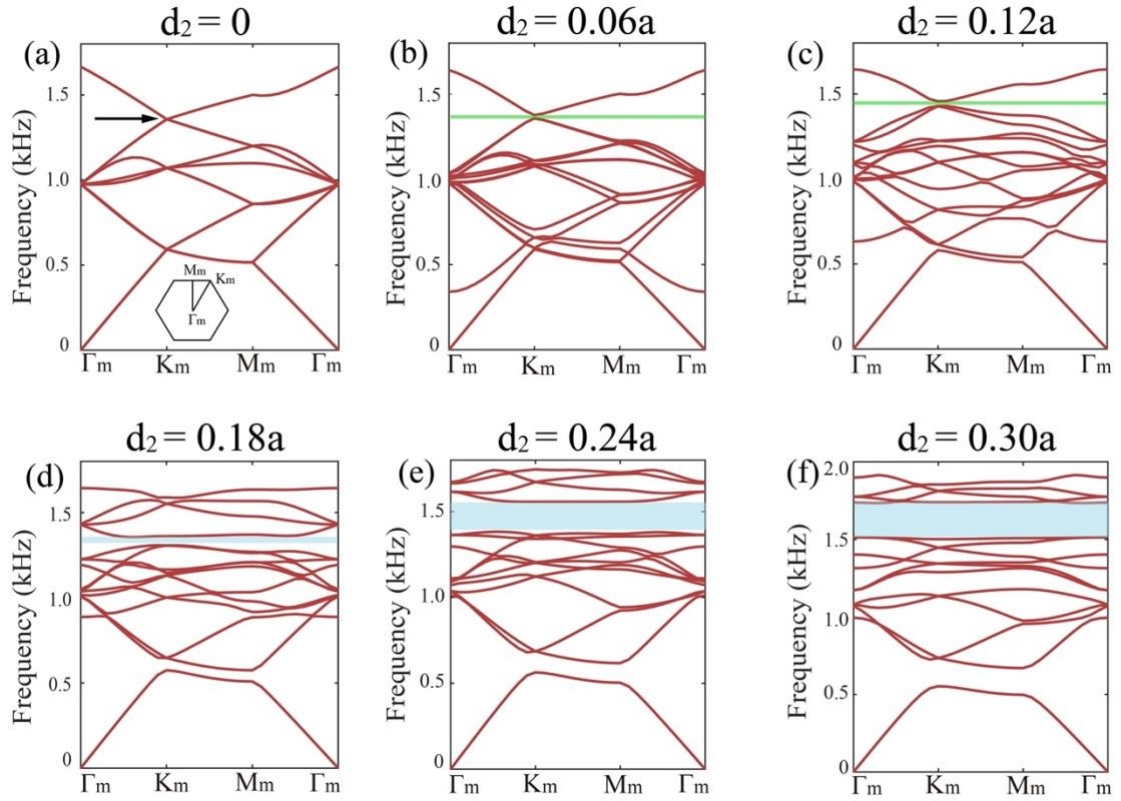 d₂ = 0
d₂ = 0.06a
d₂ = 0.12a
(a)
(b)
(c)
Frequency (kHz)
1.5
1.0
0.5
0
Mm
Km
Γm
Γm Km Mm Γm
Frequency (kHz)
1.5
1.0
0.5
0
Γm Km Mm Γm
Frequency (kHz)
1.5
1.0
0.5
0
Γm Km Mm Γm
d₂ = 0.18a
d₂ = 0.24a
d₂ = 0.30a
(d)
(e)
(f)
Frequency (kHz)
1.5
1.0
0.5
0
Γm Km Mm Γm
Frequency (kHz)
1.5
1.0
0.5
0
Γm Km Mm Γm
Frequency (kHz)
2.0
1.5
1.0
0.5
0
Γm Km Mm Γm